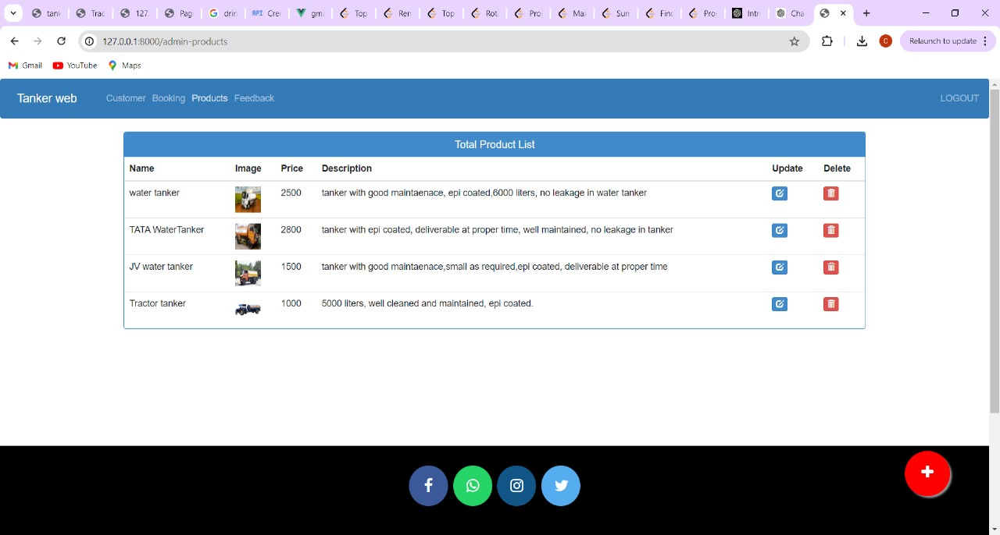 tank
Trac
127.
Pag
drin
API Cre
gma
Top
Ren
Top
Rota
Pro
Max
Sun
Finc
Pro
Intr
Cha
127.0.0.1:8000/admin-products
C
Relaunch to update
Gmail YouTube Maps
Tanker web Customer Booking Products Feedback LOGOUT
Total Product List
Name Image Price Description Update Delete
water tanker 2500 tanker with good maintaenace, epi coated,6000 liters, no leakage in water tanker
TATA WaterTanker 2800 tanker with epi coated, deliverable at proper time, well maintained, no leakage in tanker
JV water tanker 1500 tanker with good maintaenace,small as required,epi coated, deliverable at proper time
Tractor tanker 1000 5000 liters, well cleaned and maintained, epi coated.